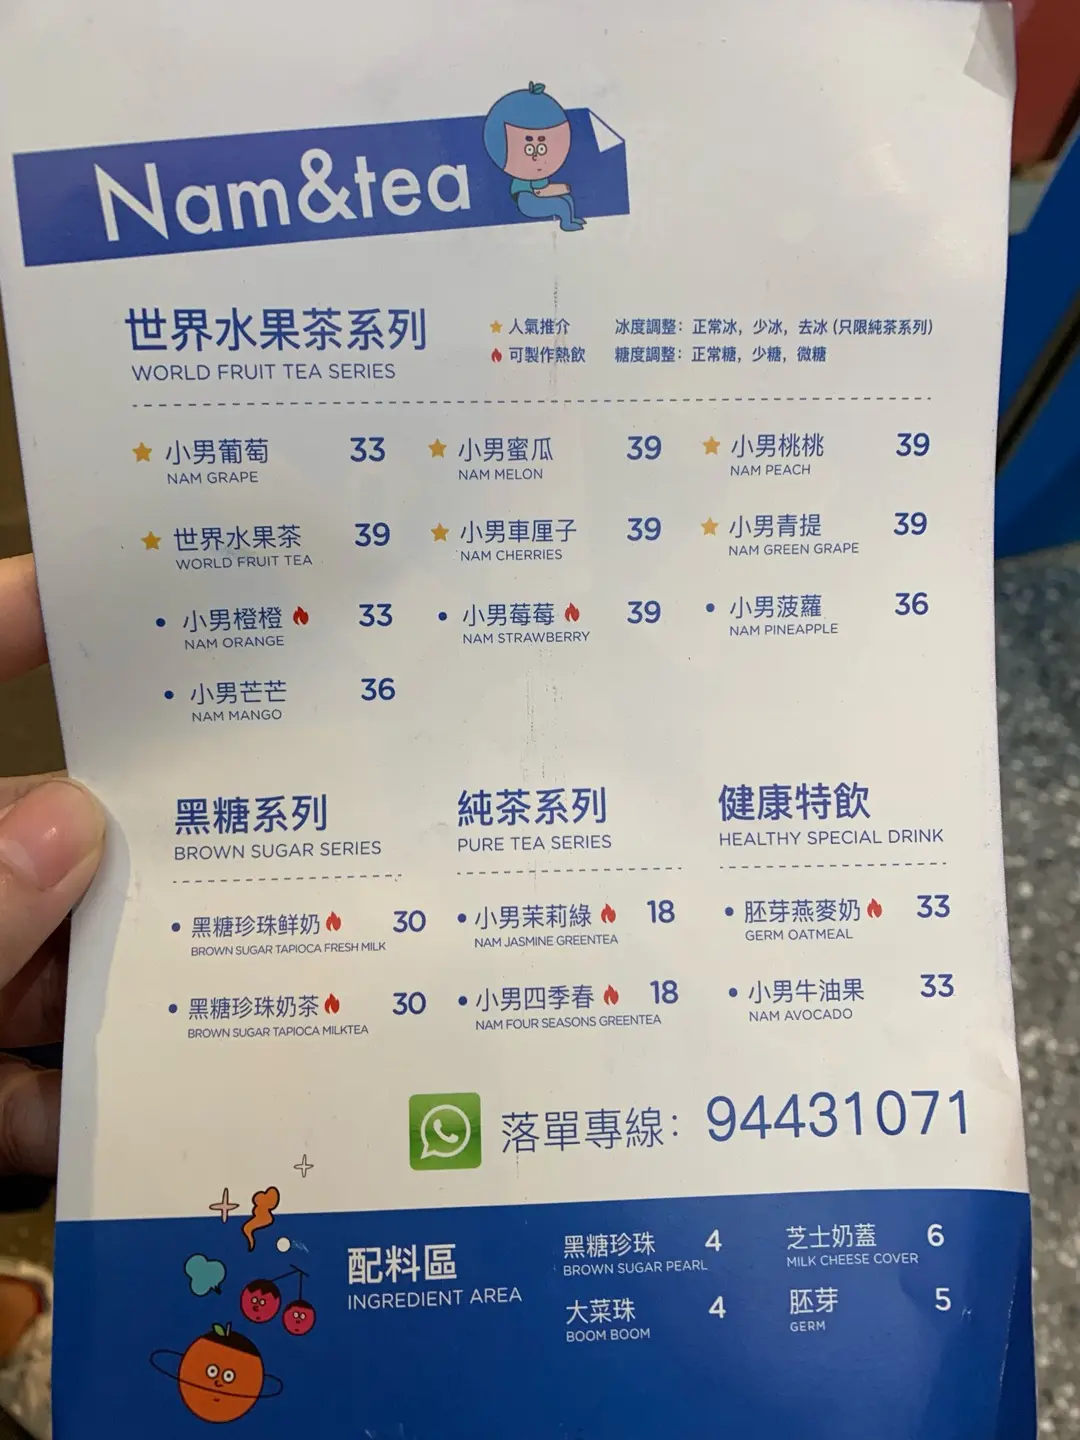 Nam&tea
世界水果茶系列
WORLD FRUIT TEA SERIES
人氣推介
冰度調整：正常冰，少冰，去冰 (只限純茶系列)
可製作熱飲
糖度調整：正常糖，少糖，微糖
小男葡萄 33
NAM GRAPE
小男蜜瓜 39
NAM MELON
小男桃桃 39
NAM PEACH
世界水果茶 39
WORLD FRUIT TEA
小男車厘子 39
NAM CHERRIES
小男青提 39
NAM GREEN GRAPE
小男橙橙 33
NAM ORANGE
小男莓莓 39
NAM STRAWBERRY
小男菠蘿 36
NAM PINEAPPLE
小男芒芒 36
NAM MANGO
黑糖系列
BROWN SUGAR SERIES
黑糖珍珠鮮奶 30
BROWN SUGAR TAPIOCA FRESH MILK
黑糖珍珠奶茶 30
BROWN SUGAR TAPIOCA MILKTEA
純茶系列
PURE TEA SERIES
小男茉莉綠 18
NAM JASMINE GREENTEA
小男四季春 18
NAM FOUR SEASONS GREENTEA
健康特飲
HEALTHY SPECIAL DRINK
胚芽燕麥奶 33
GERM OATMEAL
小男牛油果 33
NAM AVOCADO
落單專線：94431071
配料區
INGREDIENT AREA
黑糖珍珠 4
BROWN SUGAR PEARL
芝士奶蓋 6
MILK CHEESE COVER
大菜珠 4
BOOM BOOM
胚芽 5
GERM